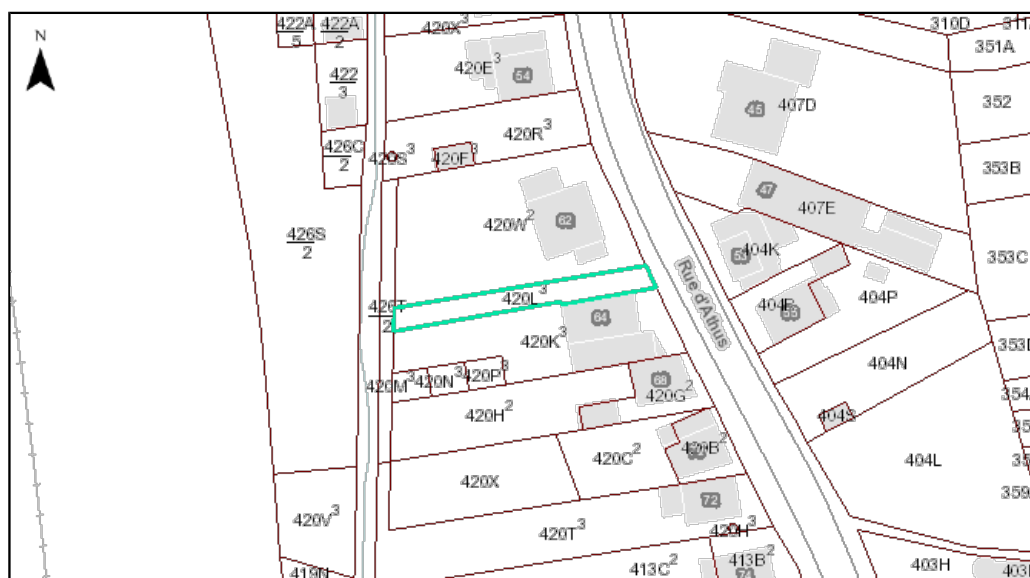 N
422A
5
422A
2
420X³
310D
351A
420E³
54
422
3
352
45
407D
420R³
426C
2
420S³
420F³
353B
47
407E
420W²
62
426S
2
404K
53
353C
Rue d'Athus
420L³
426T
2
404P
64
55
420K³
404N
420M³
420N³
420P³
68
420G²
420H²
404S
420B²
420C²
404L
420X
72
420V³
420T³
420H³
413C²
413B²
419N
403H